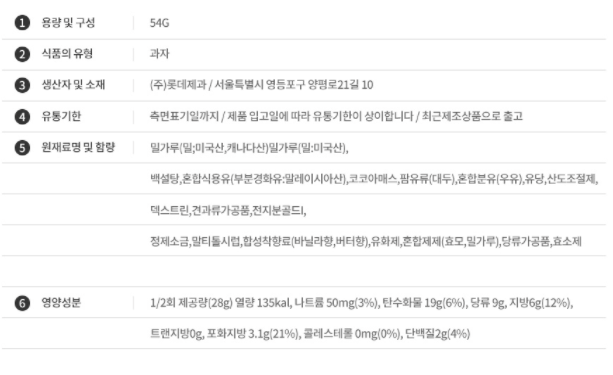 1 용량 및 구성 54G
2 식품의 유형 과자
3 생산자 및 소재 (주)롯데제과 / 서울특별시 영등포구 양평로21길 10
4 유통기한 측면표기일까지 / 제품 입고일에 따라 유통기한이 상이합니다 / 최근제조상품으로 출고
5 원재료명 및 함량 밀가루(밀;미국산,캐나다산)밀가루(밀:미국산),
백설탕,혼합식용유(부분경화유:말레이시아산),코코아매스,팜유류(대두),혼합분유(우유),유당,산도조절제,
덱스트린,견과류가공품,전지분골드I,
정제소금,말티톨시럽,합성착향료(바닐라향,버터향),유화제,혼합제제(효모,밀가루),당류가공품,효소제
6 영양성분 1/2회 제공량(28g) 열량 135kal, 나트륨 50mg(3%), 탄수화물 19g(6%), 당류 9g, 지방6g(12%),
트랜지방0g, 포화지방 3.1g(21%), 콜레스테롤 0mg(0%), 단백질2g(4%)